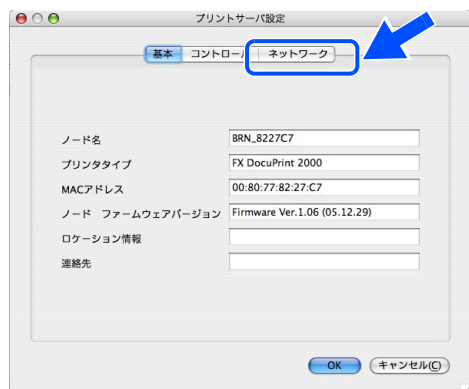 プリントサーバ設定
基本 コントロール ネットワーク
ノード名 BRN_8227C7
プリンタタイプ FX DocuPrint 2000
MACアドレス 00:80:77:82:27:C7
ノード ファームウェアバージョン Firmware Ver.1.06 (05.12.29)
ロケーション情報
連絡先
OK キャンセル(C)